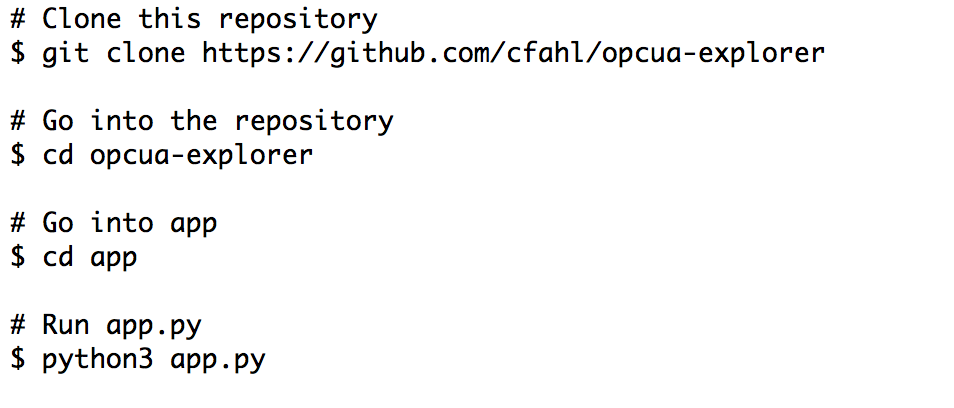 # Clone this repository
$ git clone https://github.com/cfahl/opcua-explorer
# Go into the repository
$ cd opcua-explorer
# Go into app
$ cd app
# Run app.py
$ python3 app.py